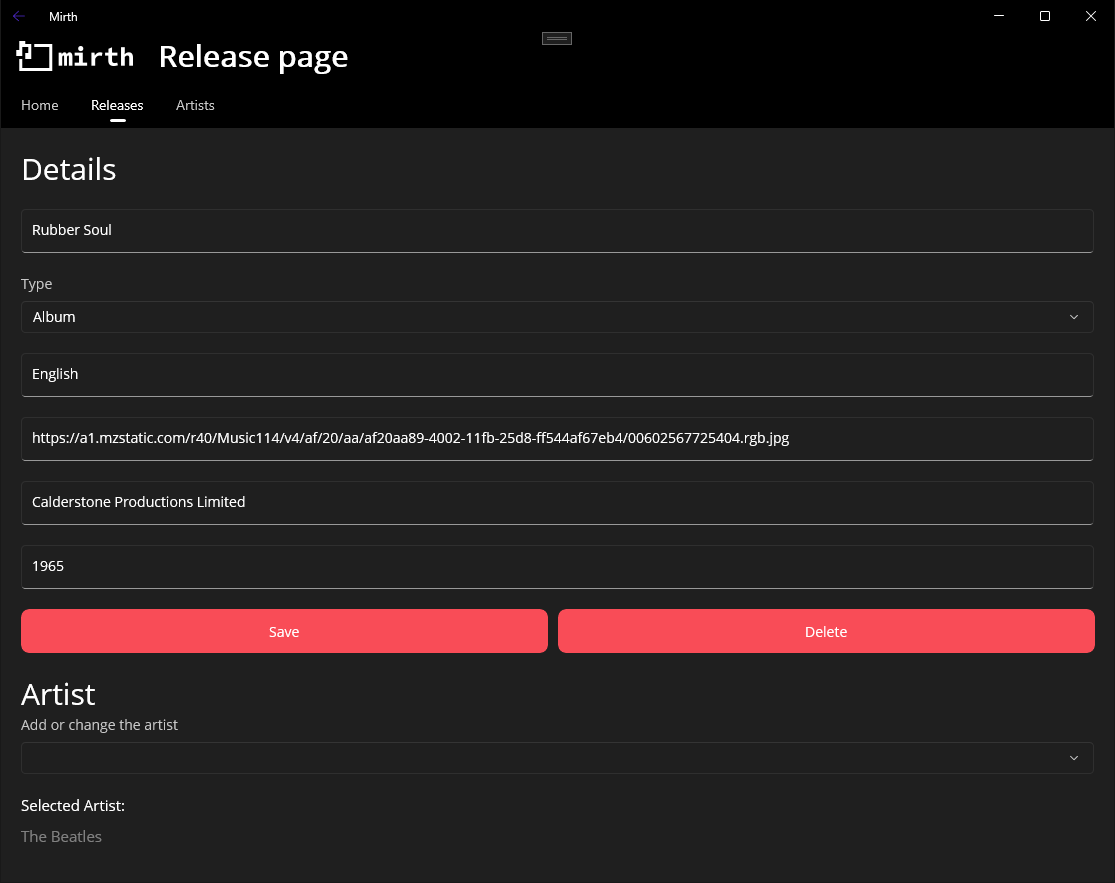 Mirth
mirth Release page
Home Releases Artists
Details
Rubber Soul
Type
Album
English
https://a1.mzstatic.com/r40/Music114/v4/af/20/aa/af20aa89-4002-11fb-25d8-ff544af67eb4/00602567725404.rgb.jpg
Calderstone Productions Limited
1965
Save Delete
Artist
Add or change the artist
Selected Artist:
The Beatles